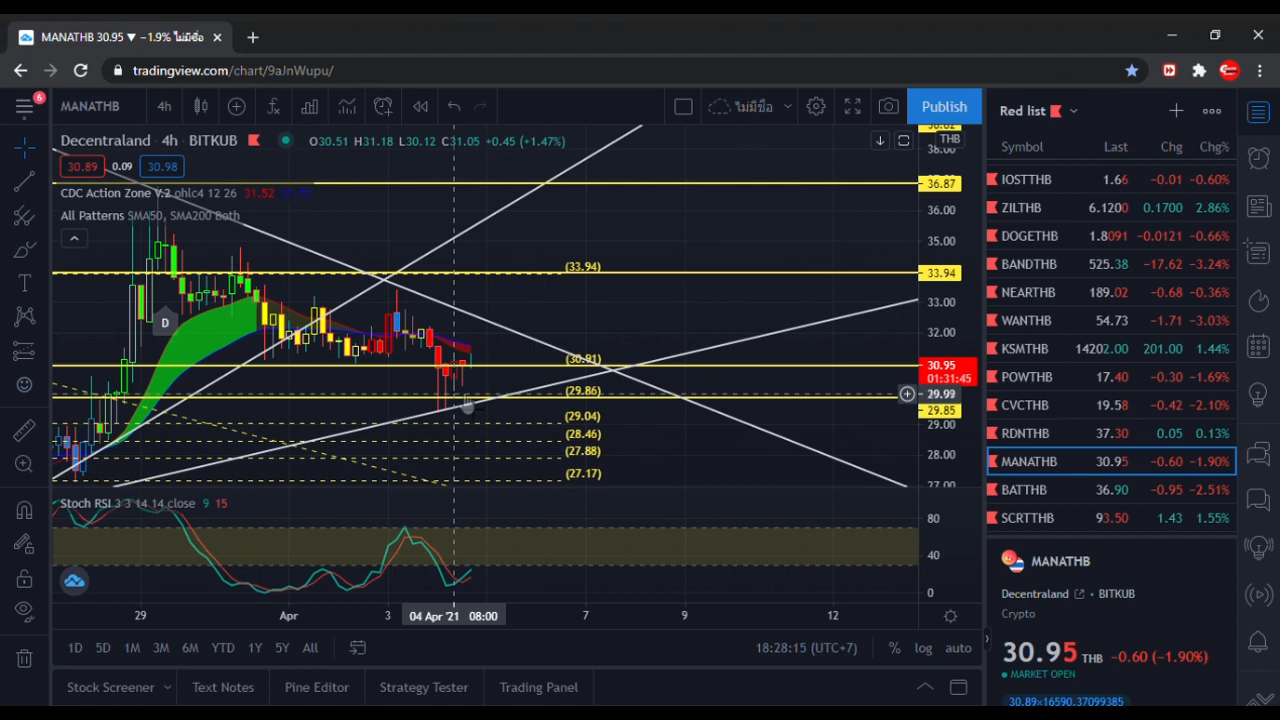 MANATHB 30.95 ▼ −1.9% ไม่มีชื่อ
tradingview.com/chart/9aJnWupu/
6
MANATHB 4h
ไม่มีชื่อ
Publish
Red list
Decentraland · 4h · BITKUB
O30.51 H31.18 L30.12 C31.05 +0.45 (+1.47%)
THB
30.89 0.09 30.98
CDC Action Zone V.2 ohlc4 12 26 31.52
All Patterns SMA50, SMA200 Both
D
38.00
36.87
36.00
35.00
(33.94)
33.94
33.00
32.00
(30.91)
30.95
01:31:45
(29.86)
29.99
29.85
(29.04)
29.00
(28.46)
28.00
(27.88)
(27.17)
27.00
Stoch RSI 3 3 14 14 close 9 15
80
40
0
29 Apr 3 04 Apr '21 08:00 7 9 12
1D 5D 1M 3M 6M YTD 1Y 5Y All
18:28:15 (UTC+7) % log auto
Stock Screener Text Notes Pine Editor Strategy Tester Trading Panel
Symbol Last Chg Chg%
IOSTTHB 1.66 −0.01 −0.60%
ZILTHB 6.1200 0.1700 2.86%
DOGETHB 1.8091 −0.0121 −0.66%
BANDTHB 525.38 −17.62 −3.24%
NEARTHB 189.02 −0.68 −0.36%
WANTHB 54.73 −1.71 −3.03%
KSMTHB 14202.00 201.00 1.44%
POWTHB 17.40 −0.30 −1.69%
CVCTHB 19.58 −0.42 −2.10%
RDNTHB 37.30 0.05 0.13%
MANATHB 30.95 −0.60 −1.90%
BATTHB 36.90 −0.95 −2.51%
SCRTTHB 93.50 1.43 1.55%
MANATHB
Decentraland • BITKUB
Crypto
30.95 THB −0.60 (−1.90%)
MARKET OPEN
30.89×16590.37099385